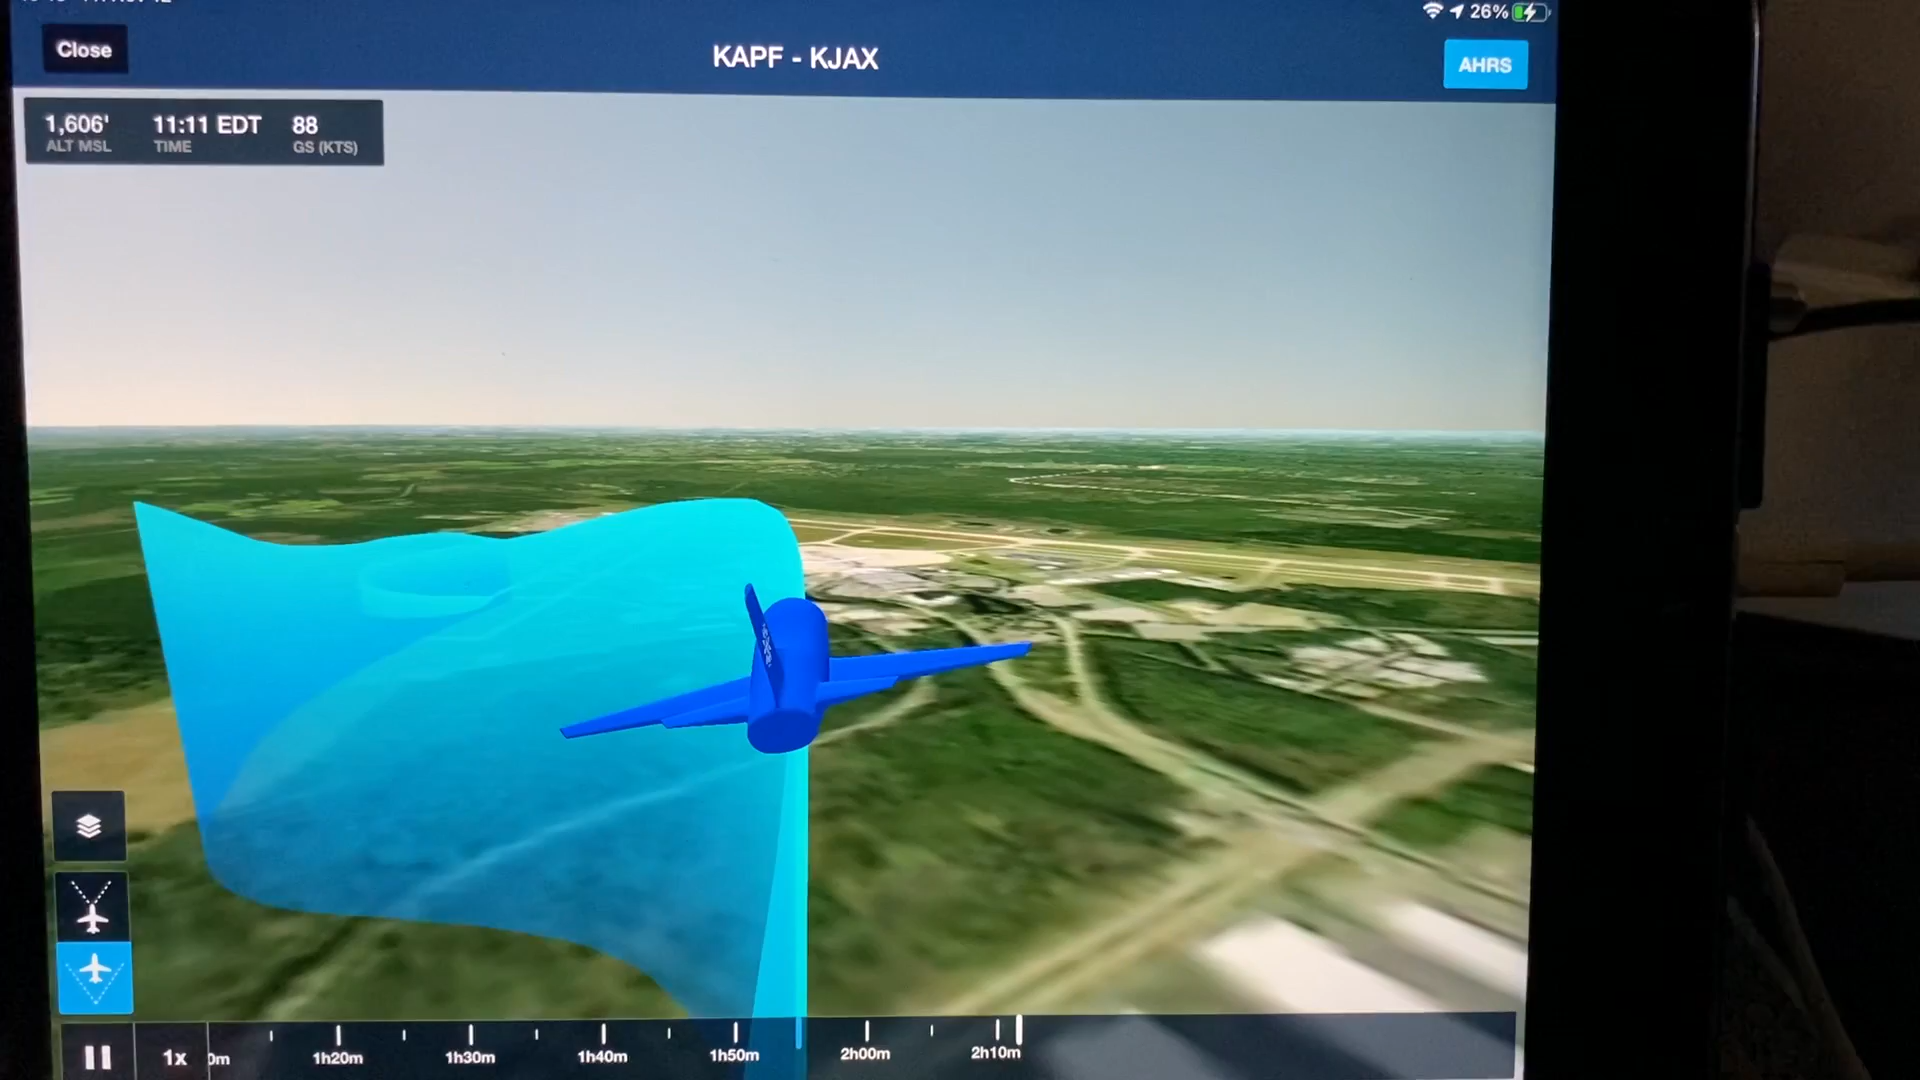 26%
Close
KAPF - KJAX
AHRS
1,606' 11:11 EDT 88
ALT MSL TIME GS (KTS)
1x 0m 1h20m 1h30m 1h40m 1h50m 2h00m 2h10m